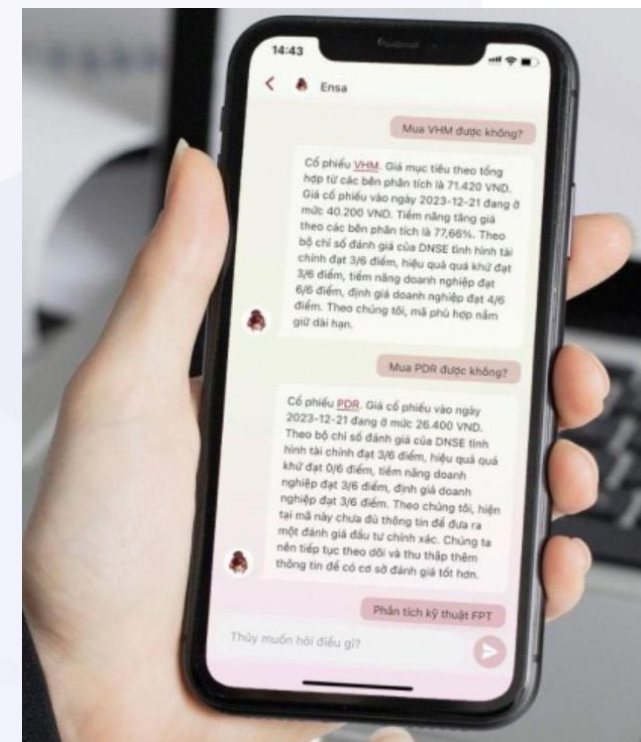 14:43
Ensa
Mua VHM được không?
Cổ phiếu VHM. Giá mục tiêu theo tổng
hợp từ các bên phân tích là 71.420 VND.
Giá cổ phiếu vào ngày 2023-12-21 đang ở
mức 40.200 VND. Tiềm năng tăng giá
theo các bên phân tích là 77,66%. Theo
bộ chỉ số đánh giá của DNSE tình hình tài
chính đạt 3/6 điểm, hiệu quả quá khứ đạt
3/6 điểm, tiềm năng doanh nghiệp đạt
6/6 điểm, định giá doanh nghiệp đạt 4/6
điểm. Theo chúng tôi, mã phù hợp nắm
giữ dài hạn.
Mua PDR được không?
Cổ phiếu PDR. Giá cổ phiếu vào ngày
2023-12-21 đang ở mức 26.400 VND.
Theo bộ chỉ số đánh giá của DNSE tình
hình tài chính đạt 3/6 điểm, hiệu quả quá
khứ đạt 0/6 điểm, tiềm năng doanh
nghiệp đạt 3/6 điểm, định giá doanh
nghiệp đạt 3/6 điểm. Theo chúng tôi, hiện
tại mã này chưa đủ thông tin để đưa ra
một đánh giá đầu tư chính xác. Chúng ta
nên tiếp tục theo dõi và thu thập thêm
thông tin để có cơ sở đánh giá tốt hơn.
Phân tích kỹ thuật FPT
Thúy muốn hỏi điều gì?